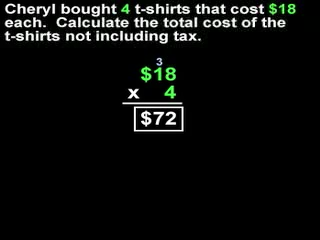 Cheryl bought 4 t-shirts that cost $18
each. Calculate the total cost of the
t-shirts not including tax.
3
$18
x 4
$72